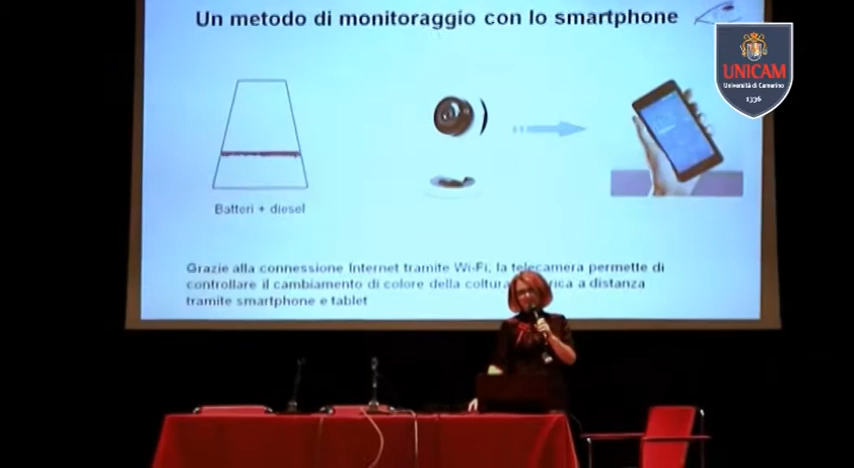 Un metodo di monitoraggio con lo smartphone
UNICAM
Università di Camerino
1336
Batteri + diesel
Grazie alla connessione Internet tramite Wi-Fi, la telecamera permette di
controllare il cambiamento di colore della coltura a distanza
tramite smartphone e tablet